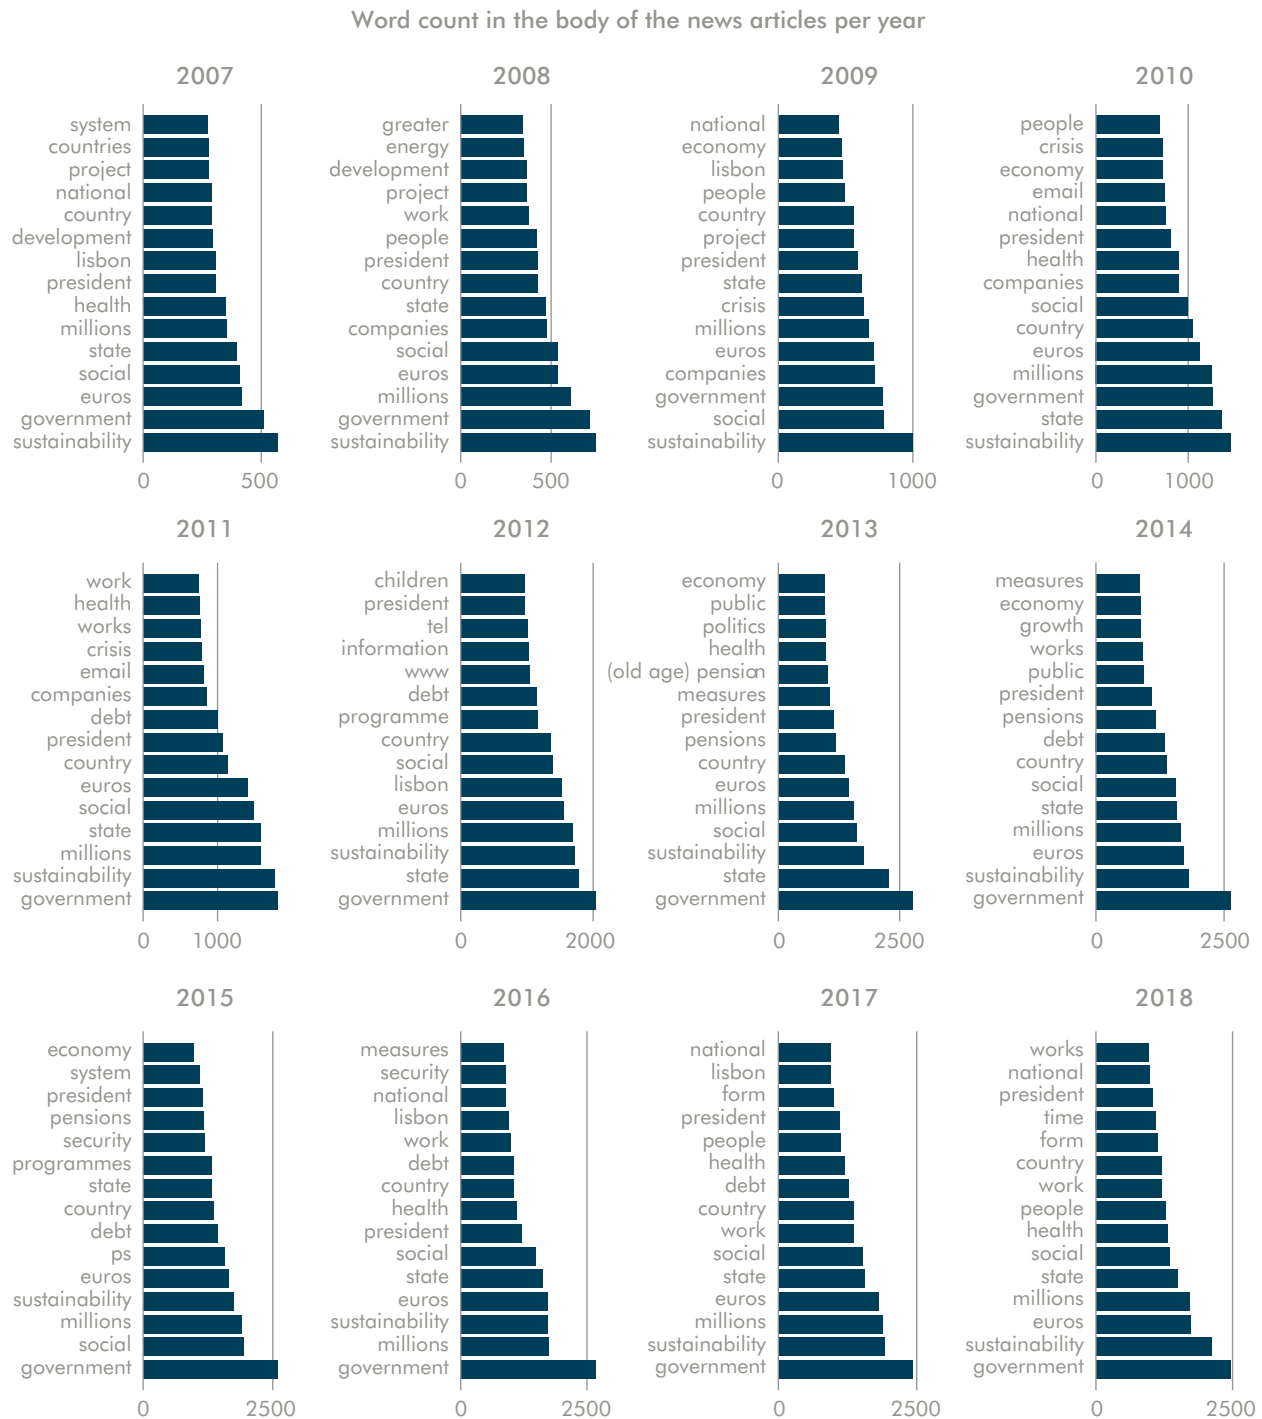 Word count in the body of the news articles per year
2007
system
countries
project
national
country
development
lisbon
president
health
millions
state
social
euros
government
sustainability
0 500
2008
greater
energy
development
project
work
people
president
country
state
companies
social
euros
millions
government
sustainability
0 500
2009
national
economy
lisbon
people
country
project
president
state
crisis
millions
euros
companies
government
social
sustainability
0 1000
2010
people
crisis
economy
email
national
president
health
companies
social
country
euros
millions
government
state
sustainability
0 1000
2011
work
health
works
crisis
email
companies
debt
president
country
euros
social
state
millions
sustainability
government
0 1000
2012
children
president
tel
information
www
debt
programme
country
social
lisbon
euros
millions
sustainability
state
government
0 2000
2013
economy
public
politics
health
(old age) pension
measures
president
pensions
country
euros
millions
social
sustainability
state
government
0 2500
2014
measures
economy
growth
works
public
president
pensions
debt
country
social
state
millions
euros
sustainability
government
0 2500
2015
economy
system
president
pensions
security
programmes
state
country
debt
ps
euros
sustainability
millions
social
government
0 2500
2016
measures
security
national
lisbon
work
debt
country
health
president
social
state
euros
sustainability
millions
government
0 2500
2017
national
lisbon
form
president
people
health
debt
country
work
social
state
euros
millions
sustainability
government
0 2500
2018
works
national
president
time
form
country
work
people
health
social
state
millions
euros
sustainability
government
0 2500